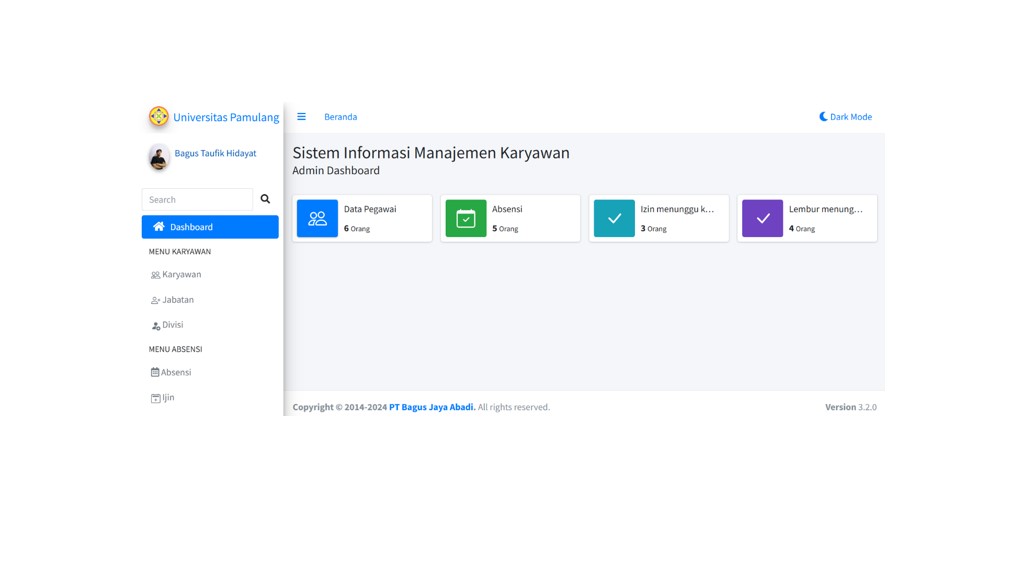 Universitas Pamulang
Beranda
Dark Mode
Bagus Taufik Hidayat
Search
Dashboard
MENU KARYAWAN
Karyawan
Jabatan
Divisi
MENU ABSENSI
Absensi
Ijin
Sistem Informasi Manajemen Karyawan
Admin Dashboard
Data Pegawai
6 Orang
Absensi
5 Orang
Izin menunggu k...
3 Orang
Lembur menung...
4 Orang
Copyright © 2014-2024 PT Bagus Jaya Abadi. All rights reserved.
Version 3.2.0